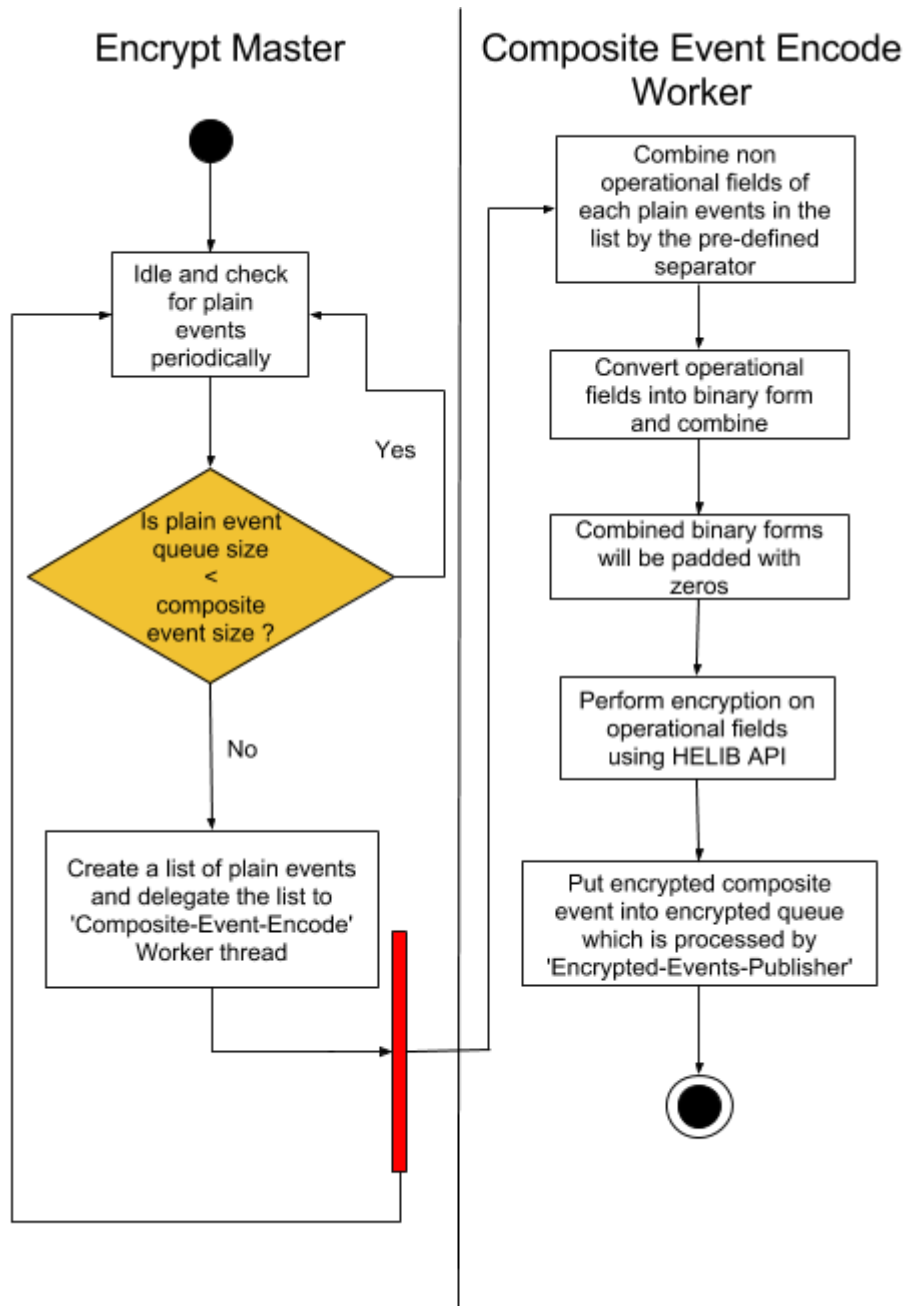 Encrypt Master
Idle and check
for plain
events
periodically
Yes
Is plain event
queue size
<
composite
event size ?
No
Create a list of plain events
and delegate the list to
'Composite-Event-Encode'
Worker thread
Composite Event Encode
Worker
Combine non
operational fields of
each plain events in the
list by the pre-defined
separator
Convert operational
fields into binary form
and combine
Combined binary forms
will be padded with
zeros
Perform encryption on
operational fields
using HELIB API
Put encrypted composite
event into encrypted queue
which is processed by
'Encrypted-Events-Publisher'